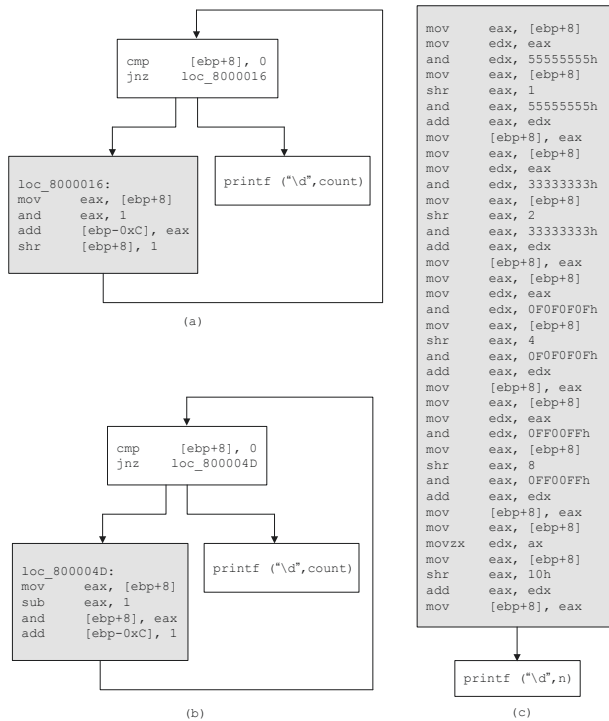 cmp [ebp+8], 0
jnz loc_8000016
loc_8000016:
mov eax, [ebp+8]
and eax, 1
add [ebp-0xC], eax
shr [ebp+8], 1
printf ("\d",count)
(a)
cmp [ebp+8], 0
jnz loc_800004D
loc_800004D:
mov eax, [ebp+8]
sub eax, 1
and [ebp+8], eax
add [ebp-0xC], 1
printf ("\d",count)
(b)
mov eax, [ebp+8]
mov edx, eax
and edx, 55555555h
mov eax, [ebp+8]
shr eax, 1
and eax, 55555555h
add eax, edx
mov [ebp+8], eax
mov eax, [ebp+8]
mov edx, eax
and edx, 33333333h
mov eax, [ebp+8]
shr eax, 2
and eax, 33333333h
add eax, edx
mov [ebp+8], eax
mov eax, [ebp+8]
mov edx, eax
and edx, 0F0F0F0Fh
mov eax, [ebp+8]
shr eax, 4
and eax, 0F0F0F0Fh
add eax, edx
mov [ebp+8], eax
mov eax, [ebp+8]
mov edx, eax
and edx, 0FF00FFh
mov eax, [ebp+8]
shr eax, 8
and eax, 0FF00FFh
add eax, edx
mov [ebp+8], eax
mov eax, [ebp+8]
movzx edx, ax
mov eax, [ebp+8]
shr eax, 10h
add eax, edx
mov [ebp+8], eax
printf ("\d",n)
(c)